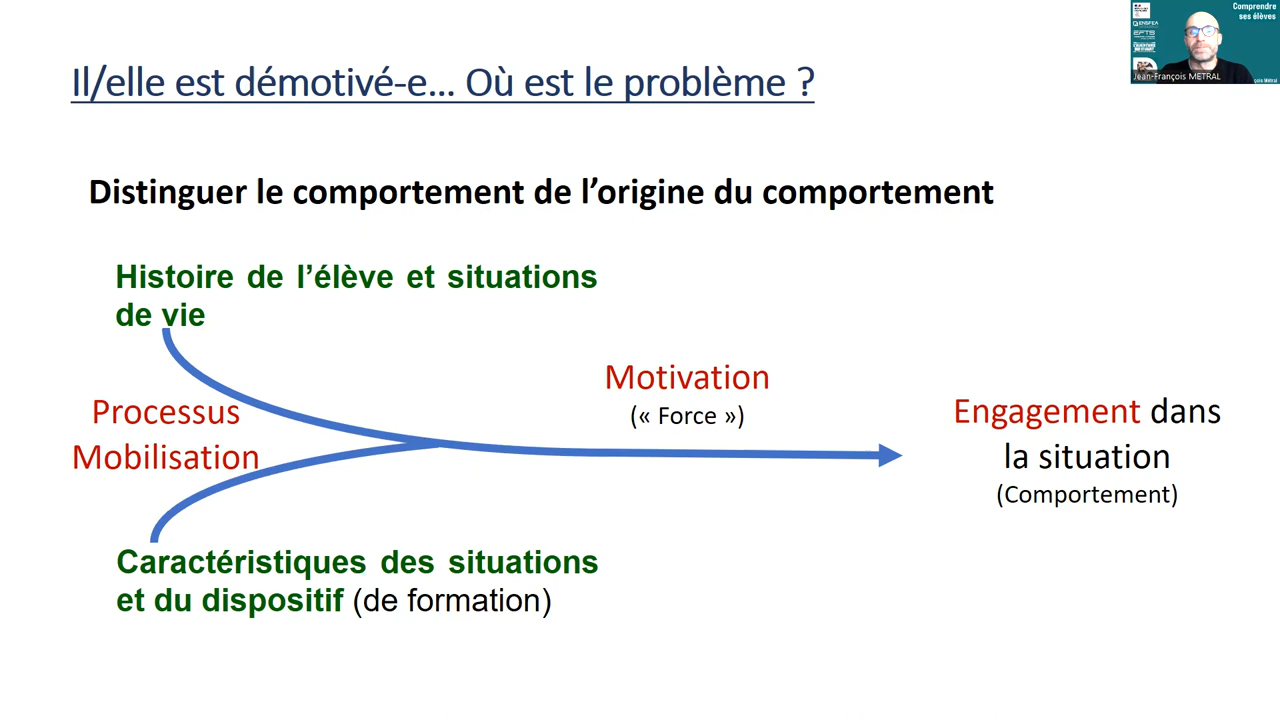 Il/elle est démotivé-e... Où est le problème ?
Comprendre
ses élèves
ENSFEA
EFTS
Jean-François METRAL
Distinguer le comportement de l’origine du comportement
Histoire de l’élève et situations
de vie
Motivation
(« Force »)
Processus
Mobilisation
Engagement dans
la situation
(Comportement)
Caractéristiques des situations
et du dispositif (de formation)